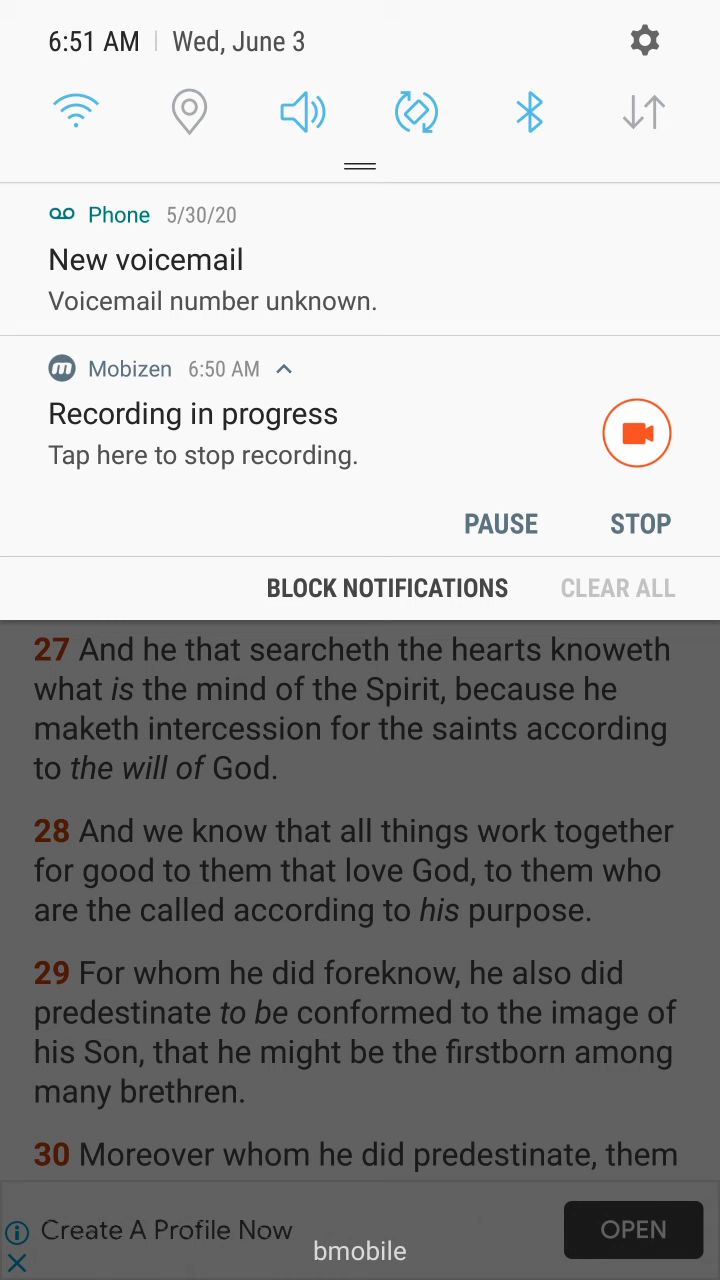 6:51 AM | Wed, June 3
Phone 5/30/20
New voicemail
Voicemail number unknown.
Mobizen 6:50 AM
Recording in progress
Tap here to stop recording.
PAUSE STOP
BLOCK NOTIFICATIONS CLEAR ALL
27 And he that searcheth the hearts knoweth
what is the mind of the Spirit, because he
maketh intercession for the saints according
to the will of God.
28 And we know that all things work together
for good to them that love God, to them who
are the called according to his purpose.
29 For whom he did foreknow, he also did
predestinate to be conformed to the image of
his Son, that he might be the firstborn among
many brethren.
30 Moreover whom he did predestinate, them
Create A Profile Now
OPEN
bmobile